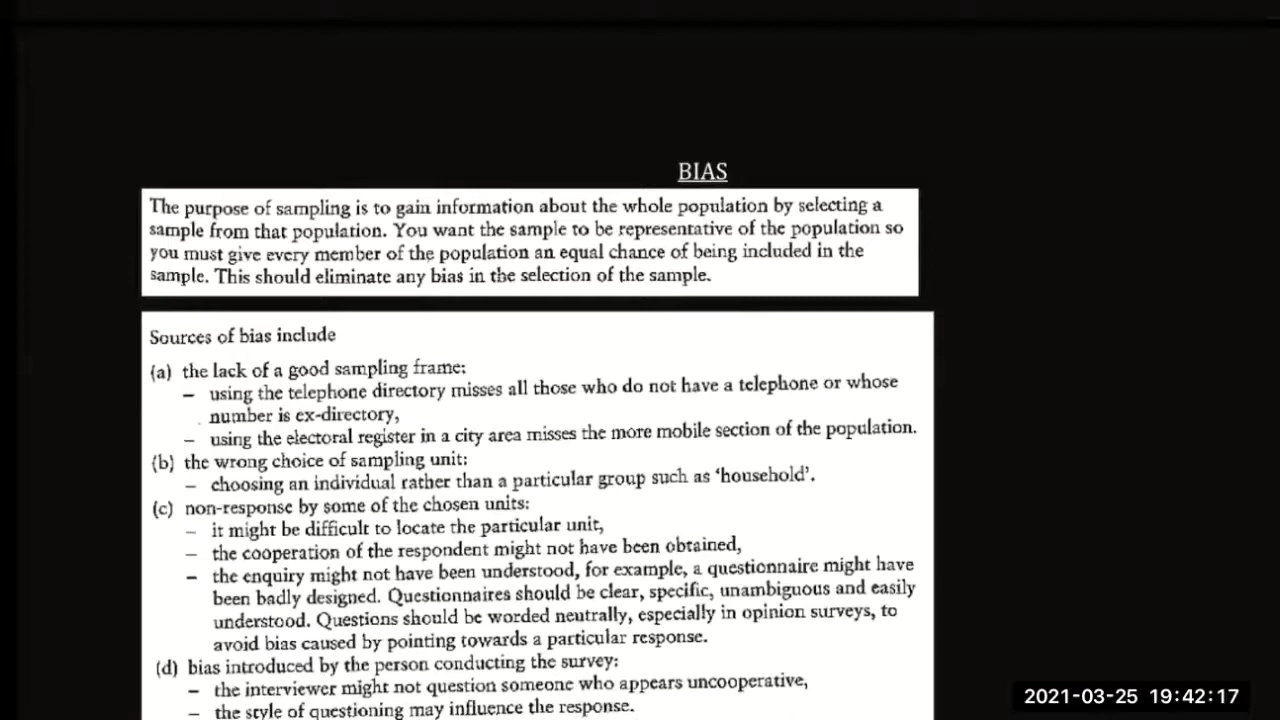 BIAS
The purpose of sampling is to gain information about the whole population by selecting a
sample from that population. You want the sample to be representative of the population so
you must give every member of the population an equal chance of being included in the
sample. This should eliminate any bias in the selection of the sample.
Sources of bias include
(a) the lack of a good sampling frame:
– using the telephone directory misses all those who do not have a telephone or whose
number is ex-directory,
– using the electoral register in a city area misses the more mobile section of the population.
(b) the wrong choice of sampling unit:
– choosing an individual rather than a particular group such as ‘household’.
(c) non-response by some of the chosen units:
– it might be difficult to locate the particular unit,
– the cooperation of the respondent might not have been obtained,
– the enquiry might not have been understood, for example, a questionnaire might have
been badly designed. Questionnaires should be clear, specific, unambiguous and easily
understood. Questions should be worded neutrally, especially in opinion surveys, to
avoid bias caused by pointing towards a particular response.
(d) bias introduced by the person conducting the survey:
– the interviewer might not question someone who appears uncooperative,
– the style of questioning may influence the response.
2021-03-25 19:42:17